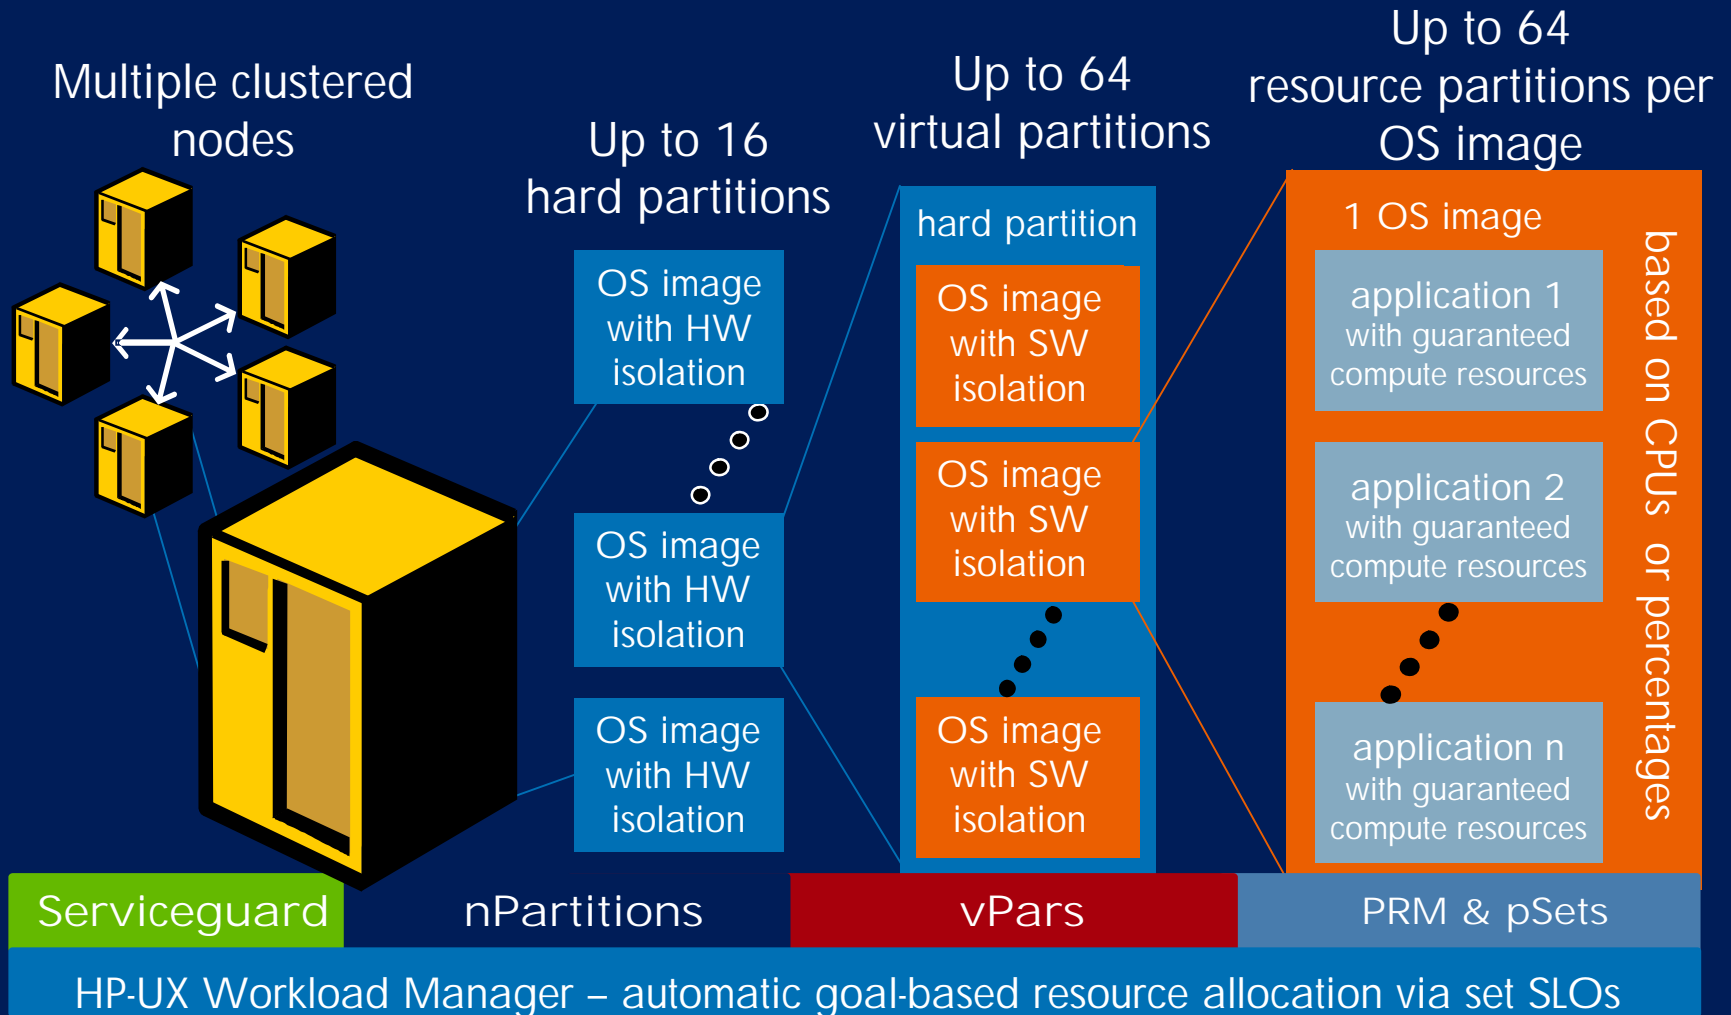 Multiple clustered
nodes
Up to 16
hard partitions
Up to 64
virtual partitions
Up to 64
resource partitions per
OS image
OS image
with HW
isolation
OS image
with HW
isolation
OS image
with HW
isolation
hard partition
OS image
with SW
isolation
OS image
with SW
isolation
OS image
with SW
isolation
1 OS image
application 1
with guaranteed
compute resources
application 2
with guaranteed
compute resources
application n
with guaranteed
compute resources
based on CPUs or percentages
Serviceguard
nPartitions
vPars
PRM & pSets
HP-UX Workload Manager – automatic goal-based resource allocation via set SLOs